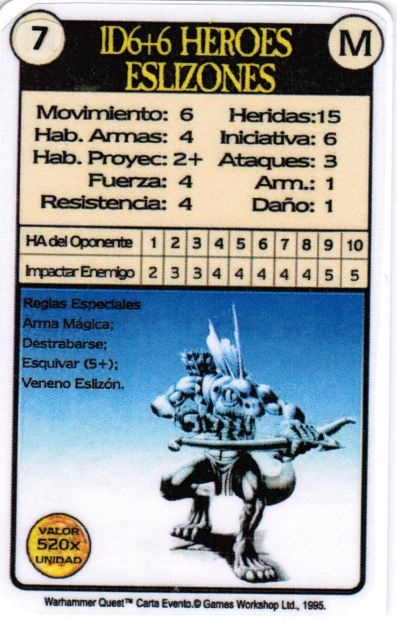 7
1D6+6 HEROES
ESLIZONES
M
Movimiento: 6 Heridas:15
Hab. Armas: 4 Iniciativa: 6
Hab. Proyec: 2+ Ataques: 3
Fuerza: 4 Arm.: 1
Resistencia: 4 Daño: 1
HA del Oponente 1 2 3 4 5 6 7 8 9 10
Impactar Enemigo 2 3 3 4 4 4 4 4 5 5
Reglas Especiales
Arma Mágica;
Destrabarse;
Esquivar (5+);
Veneno Eslizón.
VALOR
520x
UNIDAD
Warhammer Quest™ Carta Evento.© Games Workshop Ltd., 1995.